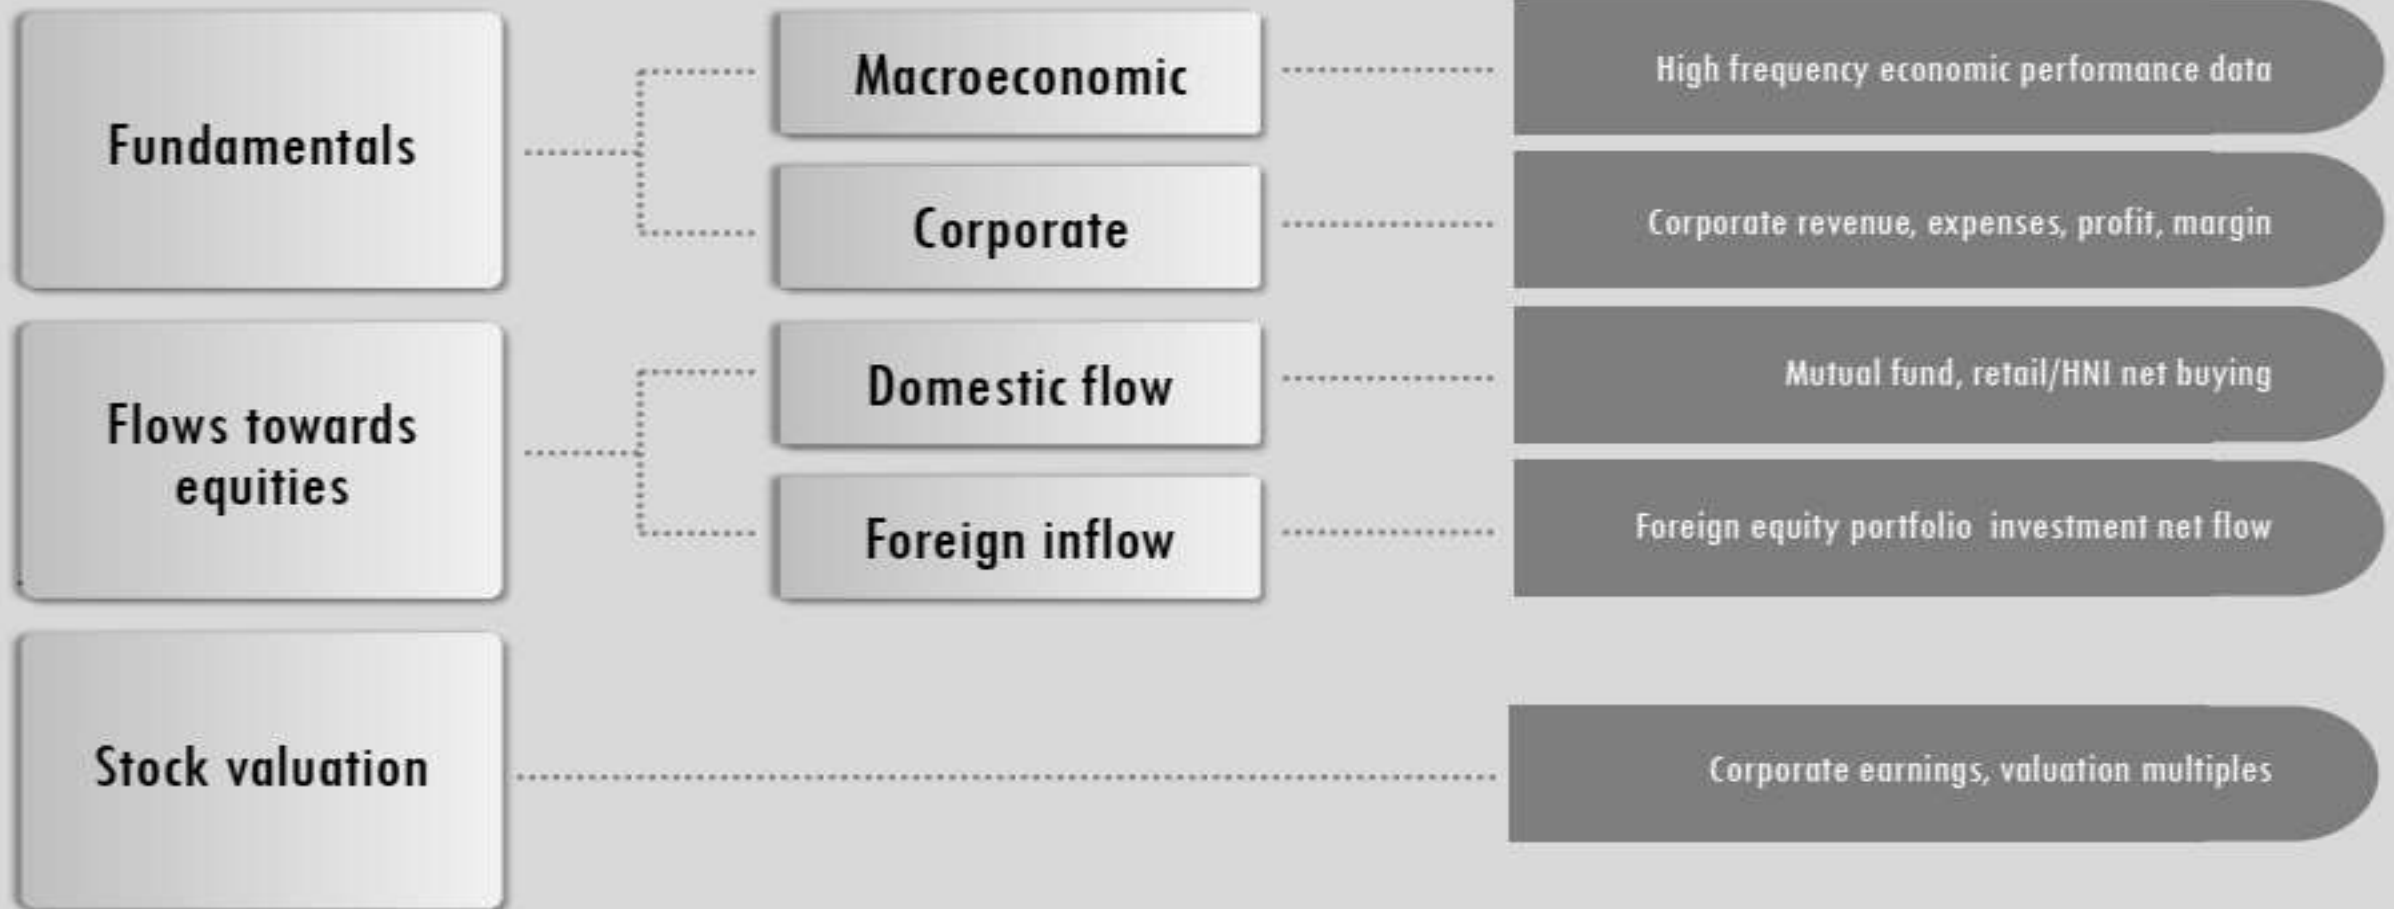 Fundamentals
Macroeconomic
High frequency economic performance data
Corporate
Corporate revenue, expenses, profit, margin
Flows towards
equities
Domestic flow
Mutual fund, retail/HNI net buying
Foreign inflow
Foreign equity portfolio investment net flow
Stock valuation
Corporate earnings, valuation multiples